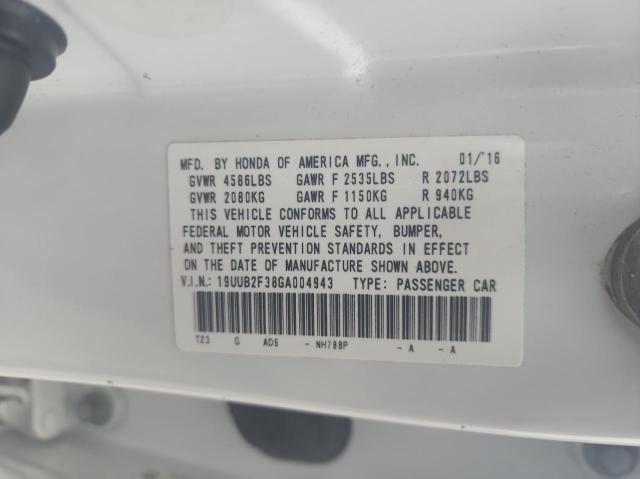 MFD. BY HONDA OF AMERICA MFG., INC. 01/'16
GVWR 4586LBS GAWR F 2535LBS R 2072LBS
GVWR 2080KG GAWR F 1150KG R 940KG
THIS VEHICLE CONFORMS TO ALL APPLICABLE
FEDERAL MOTOR VEHICLE SAFETY, BUMPER,
AND THEFT PREVENTION STANDARDS IN EFFECT
ON THE DATE OF MANUFACTURE SHOWN ABOVE.
V.I.N.: 19UUB2F38GA004943 TYPE: PASSENGER CAR
TZ3 G AD6 - NH788P - A - A